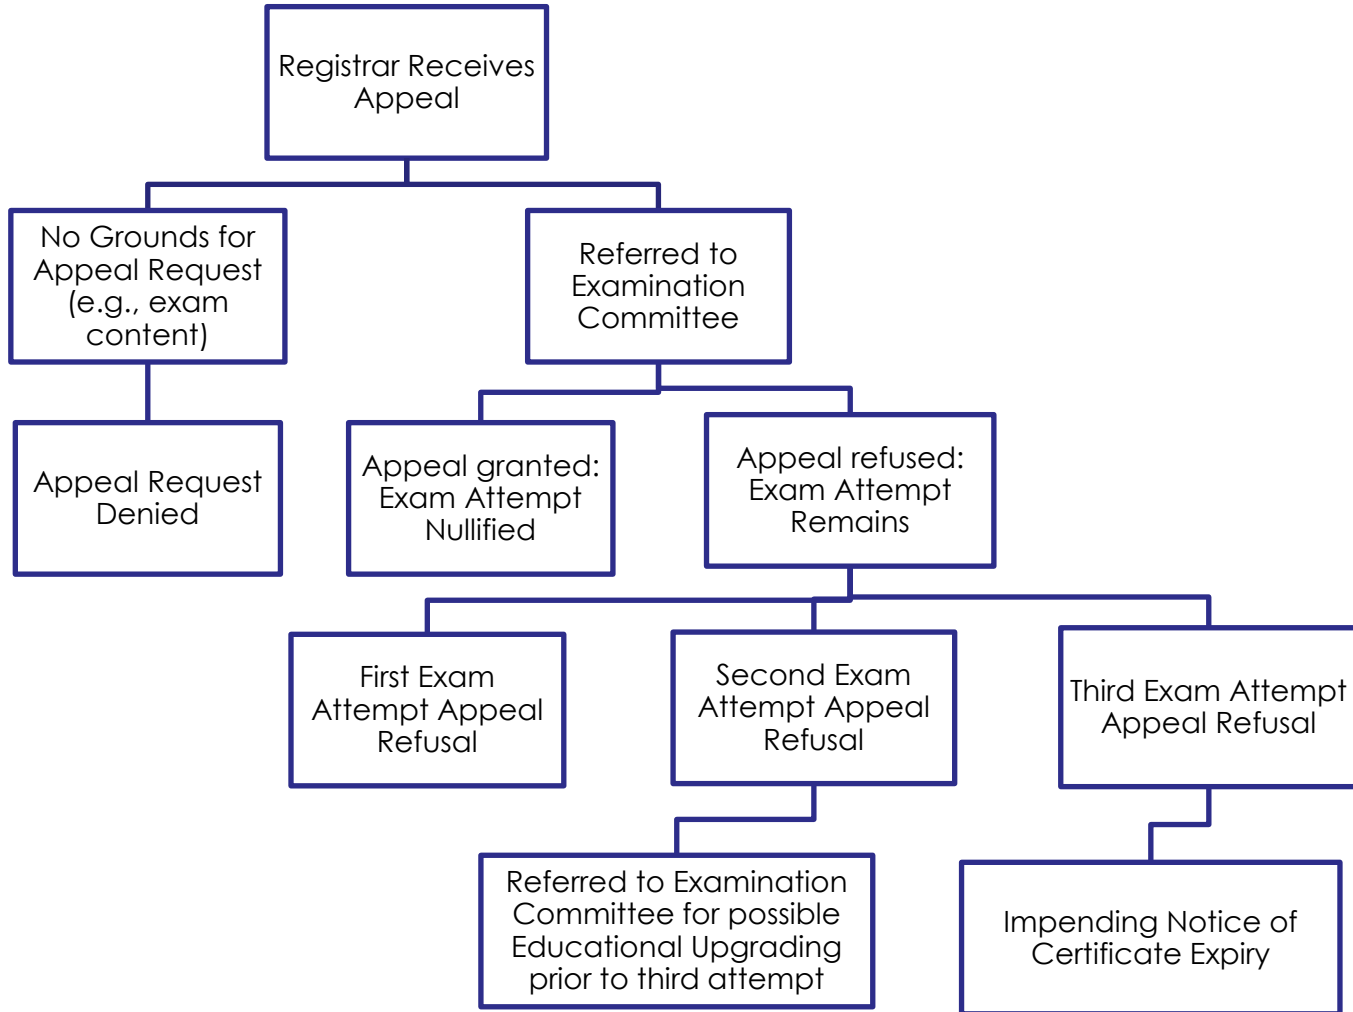 Registrar Receives
Appeal
No Grounds for
Appeal Request
(e.g., exam
content)
Referred to
Examination
Committee
Appeal Request
Denied
Appeal granted:
Exam Attempt
Nullified
Appeal refused:
Exam Attempt
Remains
First Exam
Attempt Appeal
Refusal
Second Exam
Attempt Appeal
Refusal
Third Exam Attempt
Appeal Refusal
Referred to Examination
Committee for possible
Educational Upgrading
prior to third attempt
Impending Notice of
Certificate Expiry